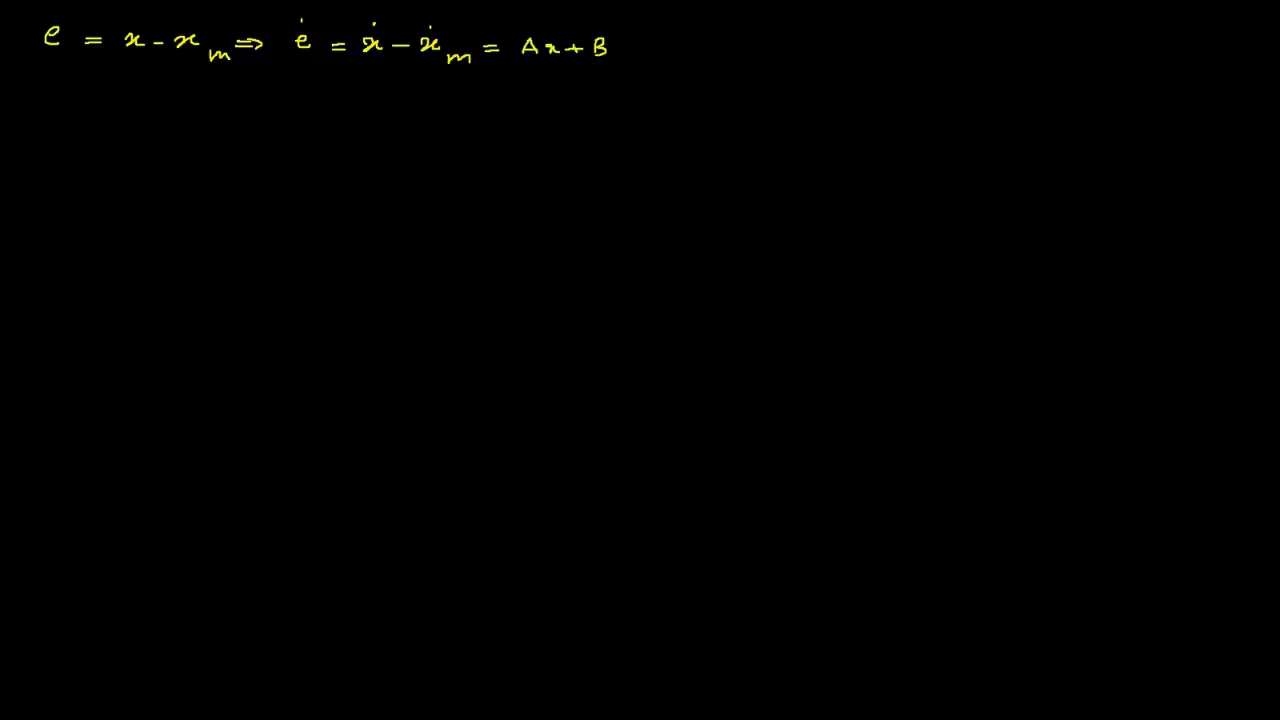 e = x - x_m ⇒ ė = ẋ - ẋ_m = Ax + B